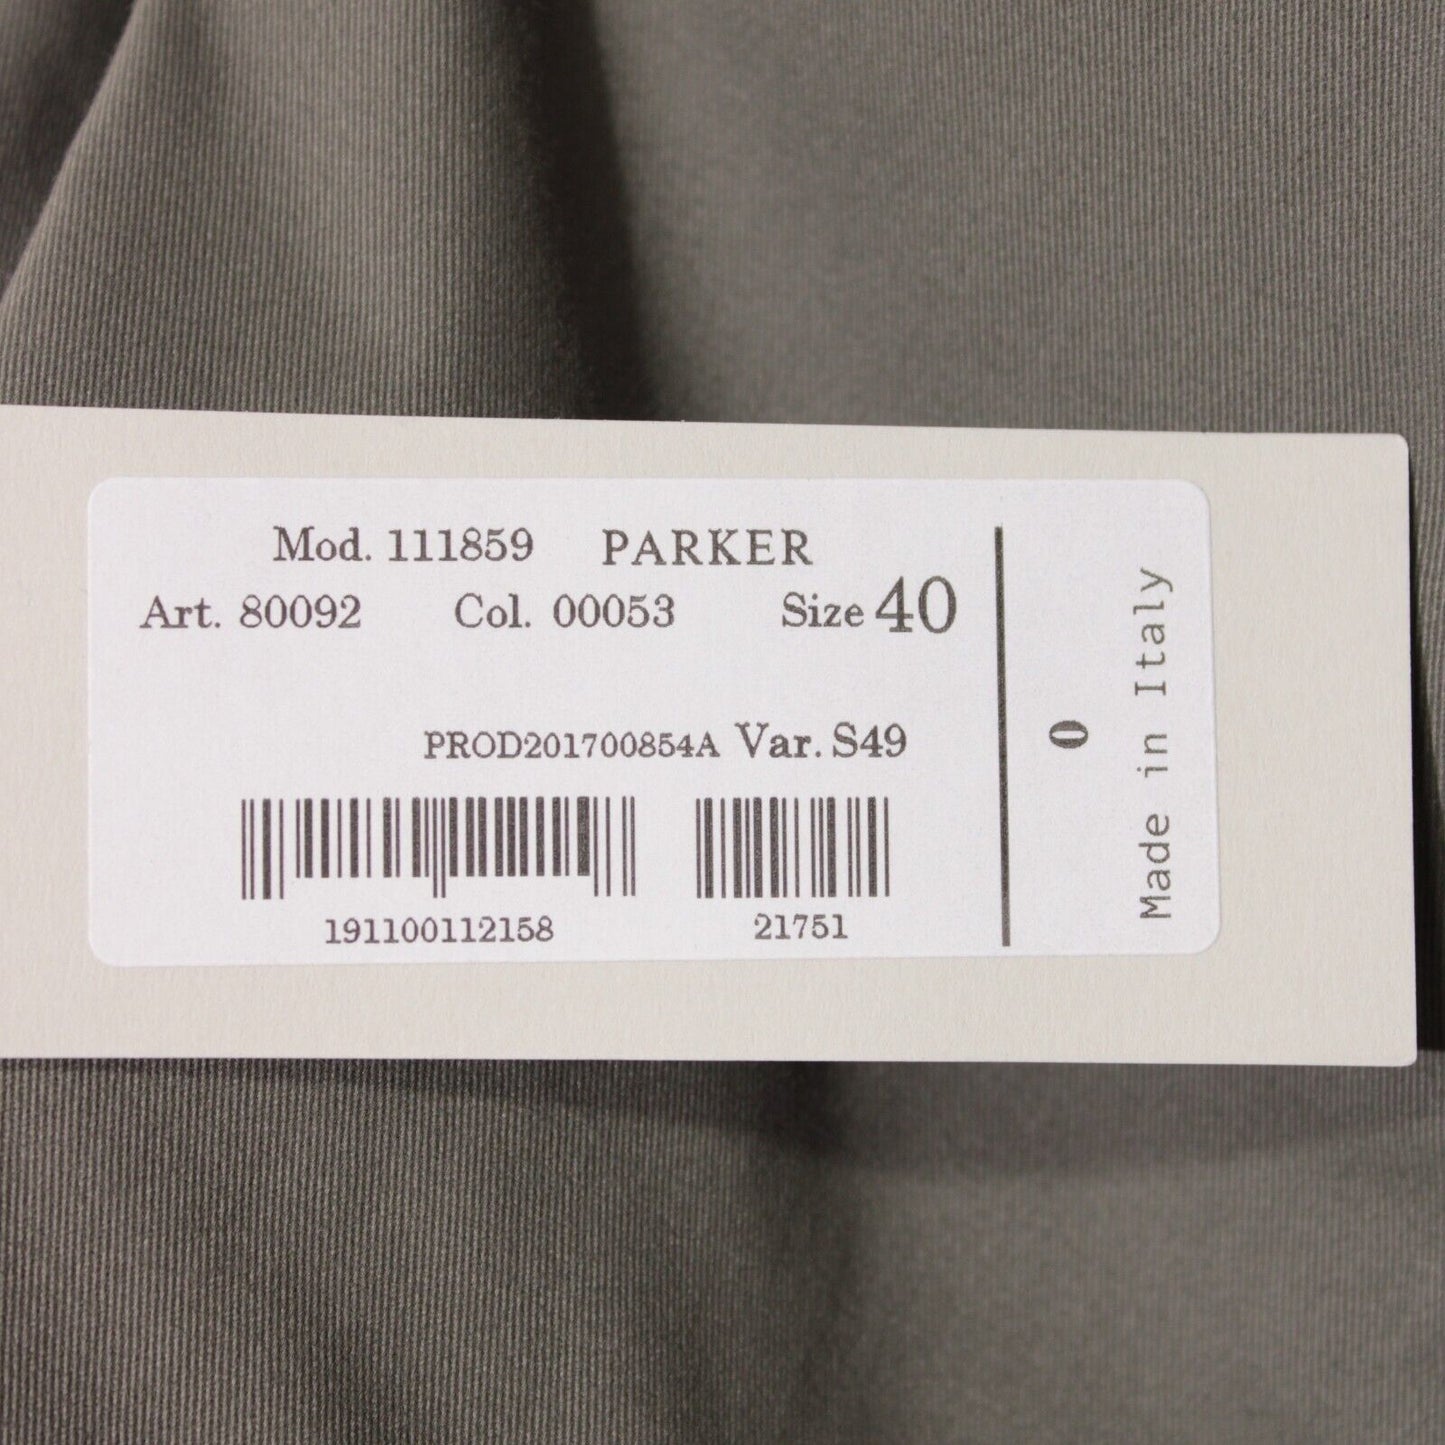 Mod. 111859 PARKER
Art. 80092 Col. 00053 Size 40
PROD201700854A Var. S49
191100112158 21751
0
Made in Italy